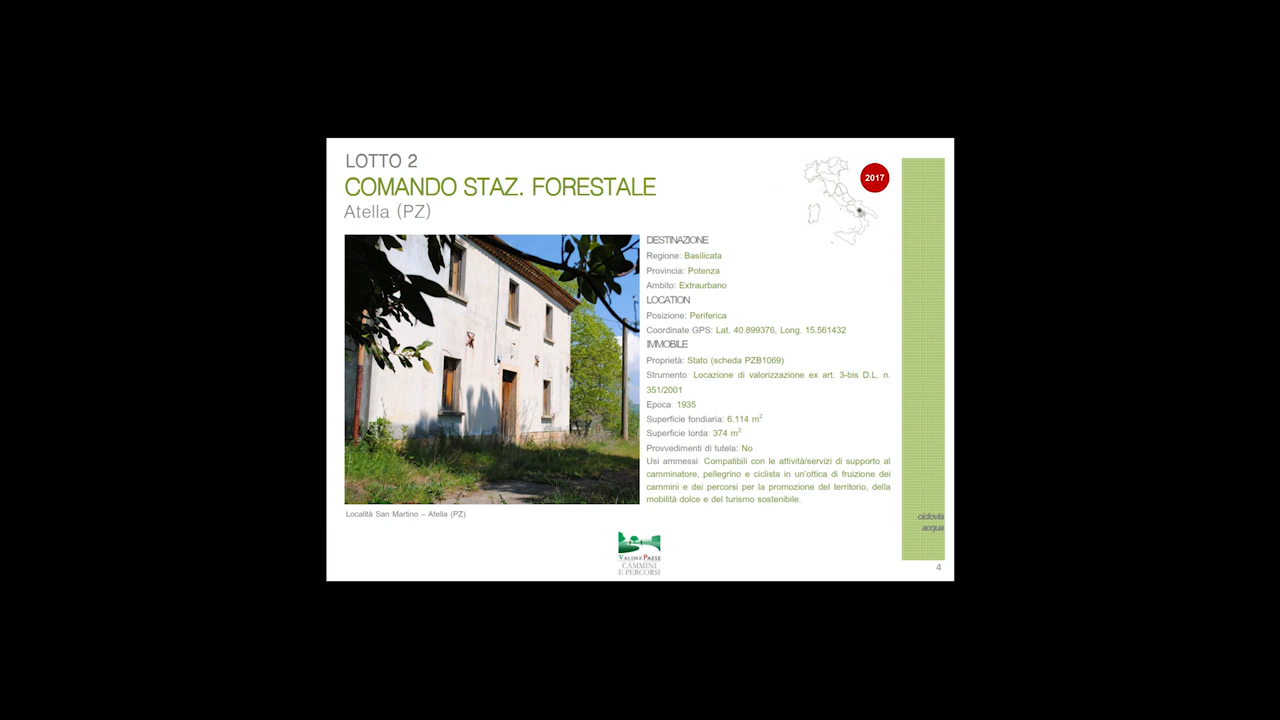 LOTTO 2
COMANDO STAZ. FORESTALE
Atella (PZ)
2017
DESTINAZIONE
Regione: Basilicata
Provincia: Potenza
Ambito: Extraurbano
LOCATION
Posizione: Periferica
Coordinate GPS: Lat. 40.899376, Long. 15.561432
IMMOBILE
Proprietà: Stato (scheda PZB1069)
Strumento: Locazione di valorizzazione ex art. 3-bis D.L. n.
351/2001
Epoca: 1935
Superficie fondiaria: 6.114 m²
Superficie lorda: 374 m²
Provvedimenti di tutela: No
Usi ammessi: Compatibili con le attività/servizi di supporto al
camminatore, pellegrino e ciclista in un'ottica di fruizione dei
cammini e dei percorsi per la promozione del territorio, della
mobilità dolce e del turismo sostenibile.
Località San Martino – Atella (PZ)
ciclovia
acqua
VALORE PAESE
CAMMINI
E PERCORSI
4